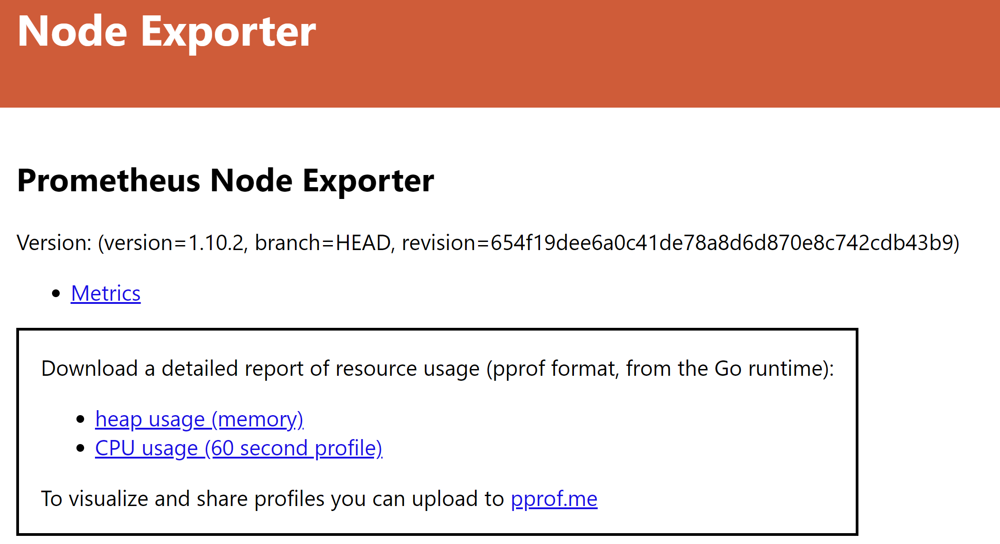 Node Exporter
Prometheus Node Exporter
Version: (version=1.10.2, branch=HEAD, revision=654f19dee6a0c41de78a8d6d870e8c742cdb43b9)
Metrics
Download a detailed report of resource usage (pprof format, from the Go runtime):
heap usage (memory)
CPU usage (60 second profile)
To visualize and share profiles you can upload to pprof.me